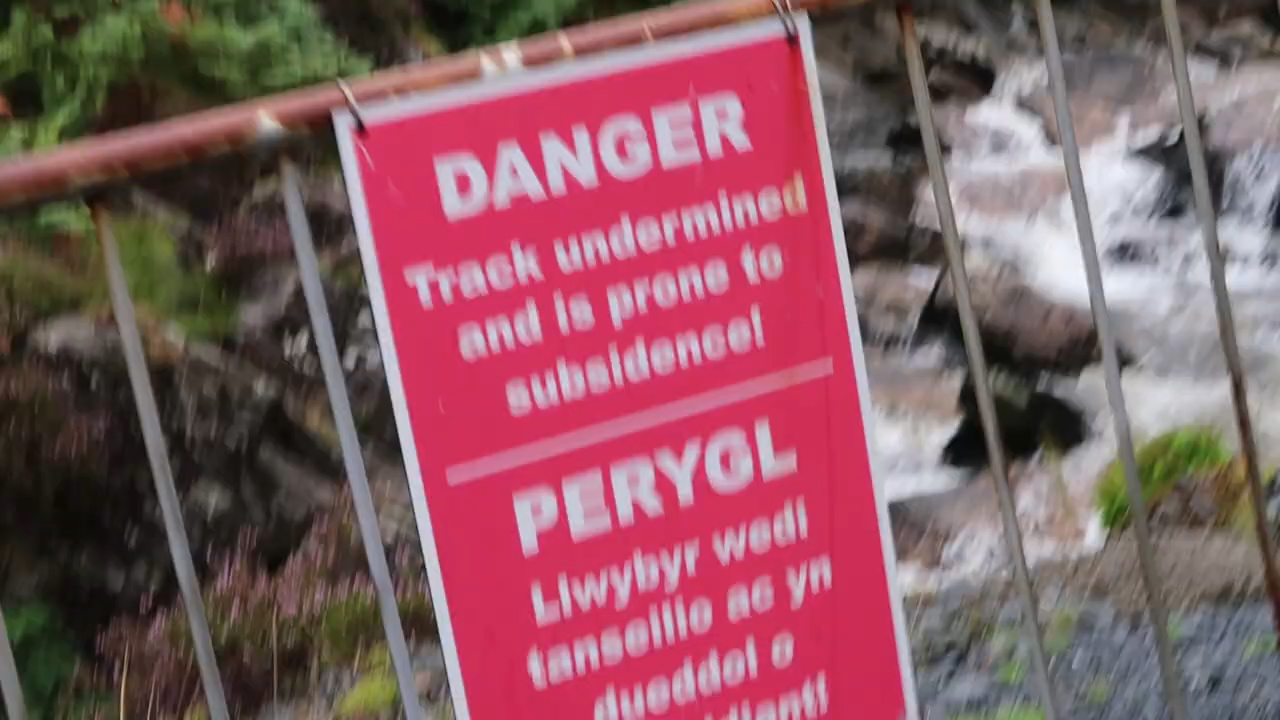 DANGER
Track undermined
and is prone to
subsidence!
PERYGL
Llwybyr wedi
tanseilio ac yn
dueddol o